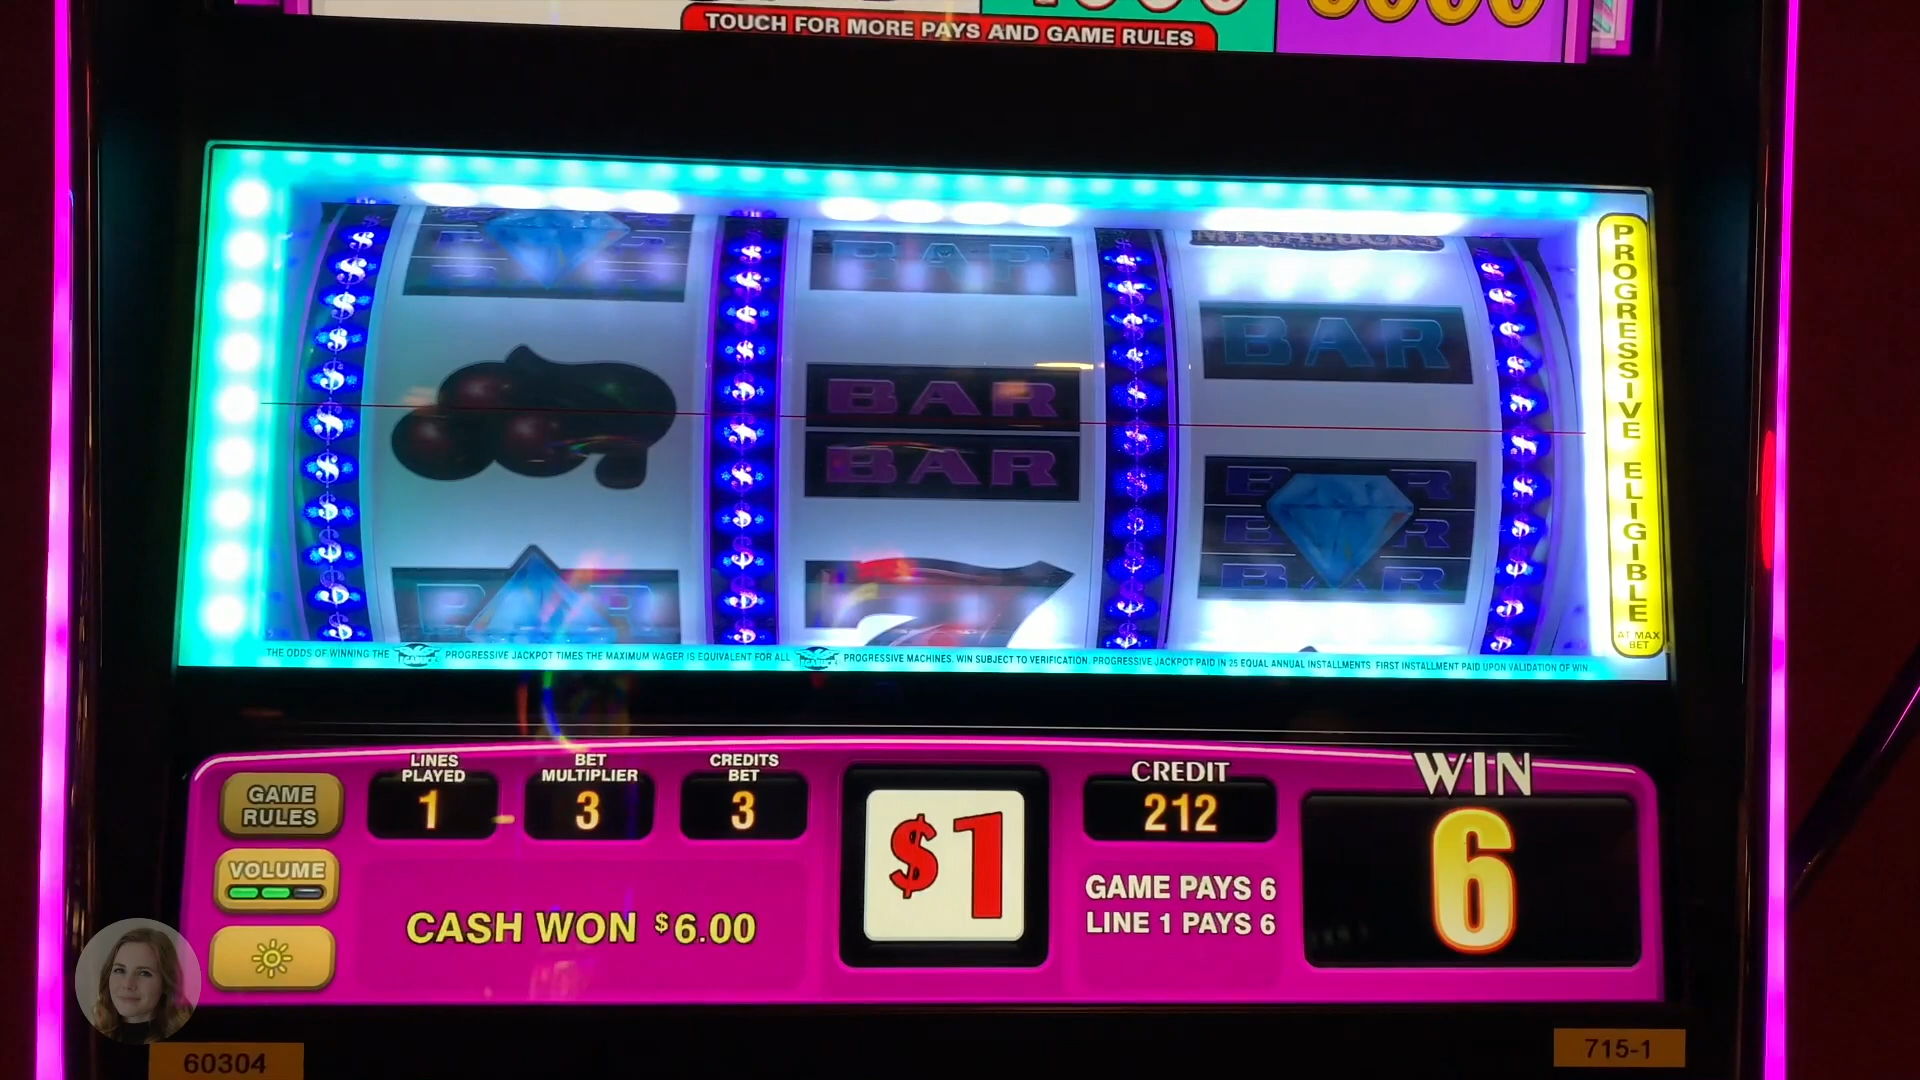 TOUCH FOR MORE PAYS AND GAME RULES
BAR
MEGABUCKS
BAR
BAR
BAR
BAR
BAR
BAR
PROGRESSIVE ELIGIBLE
AT MAX
BET
THE ODDS OF WINNING THE PROGRESSIVE JACKPOT TIMES THE MAXIMUM WAGER IS EQUIVALENT FOR ALL PROGRESSIVE MACHINES. WIN SUBJECT TO VERIFICATION. PROGRESSIVE JACKPOT PAID IN 25 EQUAL ANNUAL INSTALLMENTS FIRST INSTALLMENT PAID UPON VALIDATION OF WIN.
GAME
RULES
VOLUME
LINES
PLAYED
1
BET
MULTIPLIER
3
CREDITS
BET
3
CASH WON $6.00
$1
CREDIT
212
GAME PAYS 6
LINE 1 PAYS 6
WIN
6
60304
715-1